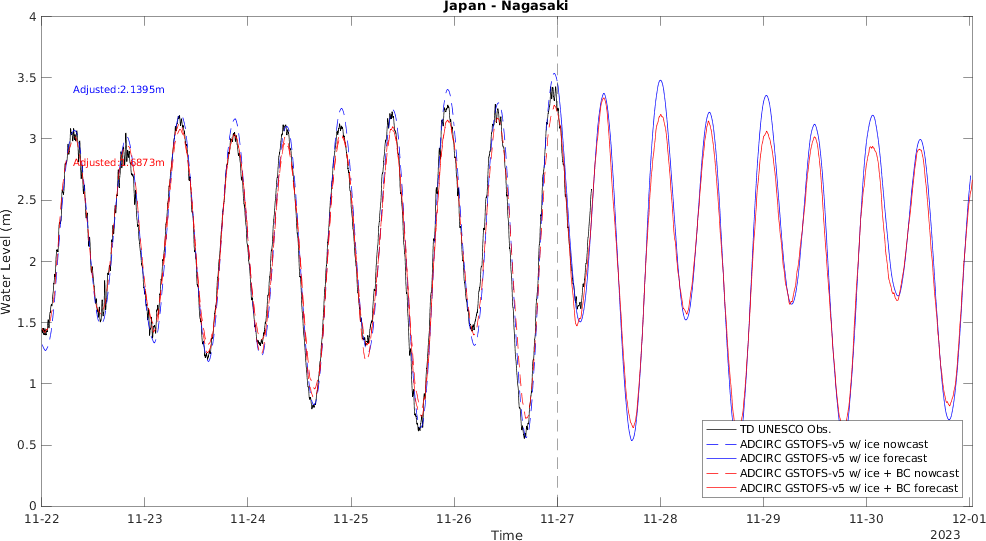 Japan - Nagasaki
4
3.5
3
2.5
2
1.5
1
0.5
0
Water Level (m)
Adjusted:2.1395m
11-22
11-23
11-24
11-25
11-26
11-27
11-28
11-29
11-30
12-01
Time
2023
TD UNESCO Obs.
ADCIRC GSTOFS-v5 w/ ice nowcast
ADCIRC GSTOFS-v5 w/ ice forecast
ADCIRC GSTOFS-v5 w/ ice + BC nowcast
ADCIRC GSTOFS-v5 w/ ice + BC forecast